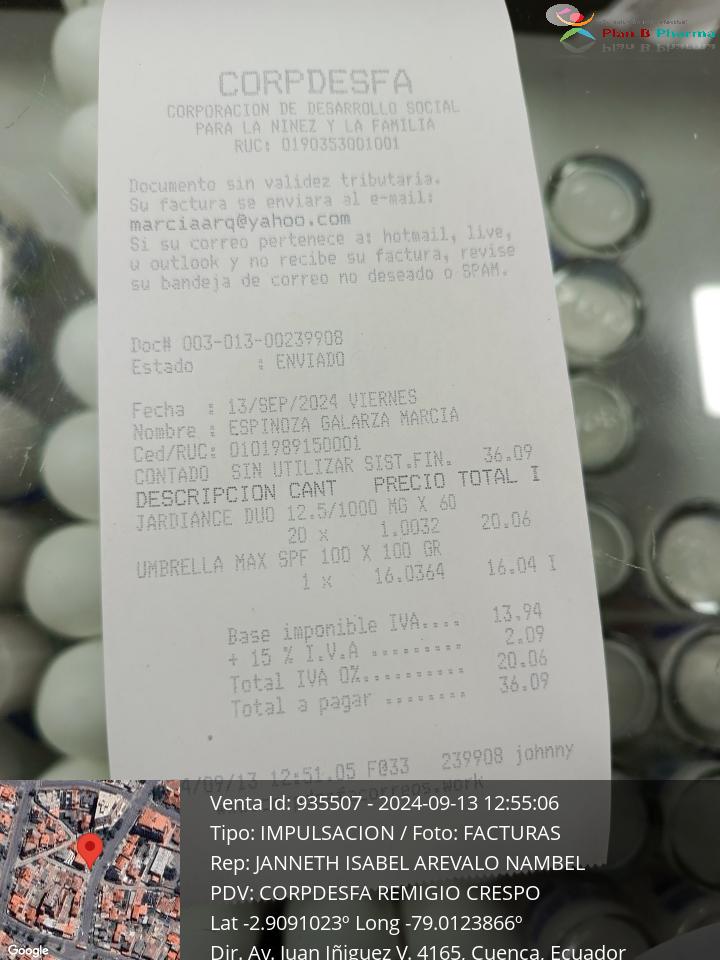 Plan B Pharma
CORPDESFA
CORPORACION DE DESARROLLO SOCIAL
PARA LA NINEZ Y LA FAMILIA
RUC: 0190353001001
Documento sin validez tributaria.
Su factura se enviara al e-mail:
marciaarq@yahoo.com
Si su correo pertenece a: hotmail, live,
u outlook y no recibe su factura, revise
su bandeja de correo no deseado o SPAM.
Doc# 003-013-00239908
Estado : ENVIADO
Fecha : 13/SEP/2024 VIERNES
Nombre : ESPINOZA GALARZA MARCIA
Ced/RUC: 0101989150001
CONTADO SIN UTILIZAR SIST.FIN. 36.09
DESCRIPCION CANT PRECIO TOTAL I
JARDIANCE DUO 12.5/1000 MG X 60
20 x 1.0032 20.06
UMBRELLA MAX SPF 100 X 100 GR
1 x 16.0364 16.04 I
Base imponible IVA.... 13.94
+ 15 % I.V.A ......... 2.09
Total IVA 0%.......... 20.06
Total a pagar ........ 36.09
4/09/13 12:51.05 F@33 239908 johnny
Venta Id: 935507 - 2024-09-13 12:55:06
Tipo: IMPULSACION / Foto: FACTURAS
Rep: JANNETH ISABEL AREVALO NAMBEL
PDV: CORPDESFA REMIGIO CRESPO
Lat -2.9091023º Long -79.0123866º
Dir. Av. Juan Iñiguez V. 4165, Cuenca, Ecuador
Google